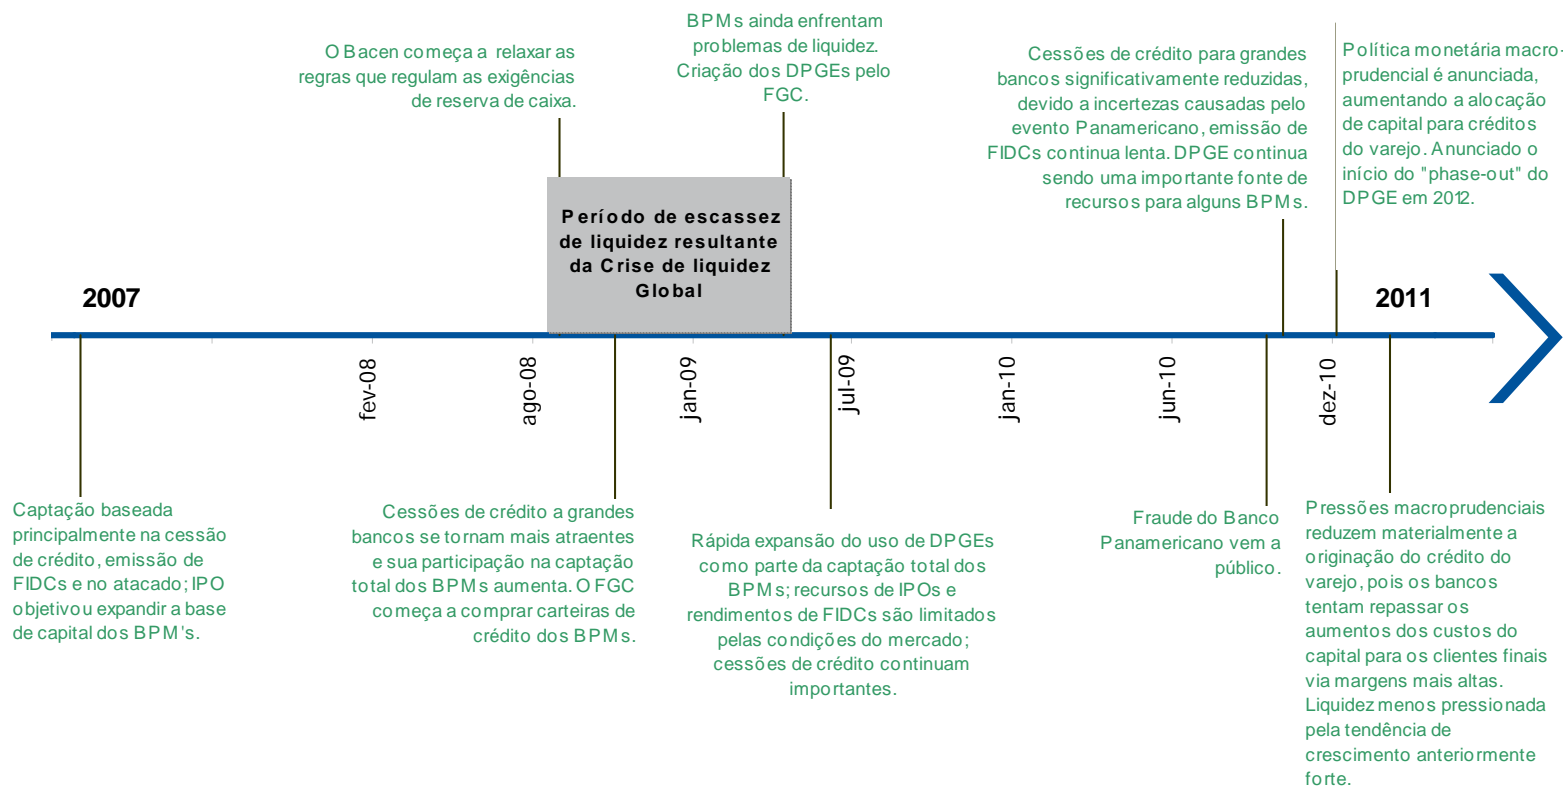 O Bacen começa a relaxar as
regras que regulam as exigências
de reserva de caixa.
BPMs ainda enfrentam
problemas de liquidez.
Criação dos DPGEs pelo
FGC.
Cessões de crédito para grandes
bancos significativamente reduzidas,
devido a incertezas causadas pelo
evento Panamericano, emissão de
FIDCs continua lenta. DPGE continua
sendo uma importante fonte de
recursos para alguns BPMs.
Política monetária macro-
prudencial é anunciada,
aumentando a alocação
de capital para créditos
do varejo. Anunciado o
início do "phase-out" do
DPGE em 2012.
Período de escassez
de liquidez resultante
da Crise de liquidez
Global
2007
2011
fev-08
ago-08
jan-09
jul-09
jan-10
jun-10
dez-10
Captação baseada
principalmente na cessão
de crédito, emissão de
FIDCs e no atacado; IPO
objetivou expandir a base
de capital dos BPM's.
Cessões de crédito a grandes
bancos se tornam mais atraentes
e sua participação na captação
total dos BPMs aumenta. O FGC
começa a comprar carteiras de
crédito dos BPMs.
Rápida expansão do uso de DPGEs
como parte da captação total dos
BPMs; recursos de IPOs e
rendimentos de FIDCs são limitados
pelas condições do mercado;
cessões de crédito continuam
importantes.
Fraude do Banco
Panamericano vem a
público.
Pressões macroprudenciais
reduzem materialmente a
originação do crédito do
varejo, pois os bancos
tentam repassar os
aumentos dos custos do
capital para os clientes finais
via margens mais altas.
Liquidez menos pressionada
pela tendência de
crescimento anteriormente
forte.